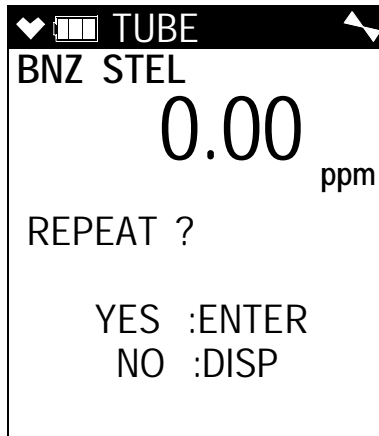 TUBE
BNZ STEL
0.00
ppm
REPEAT ?
YES :ENTER
NO :DISP